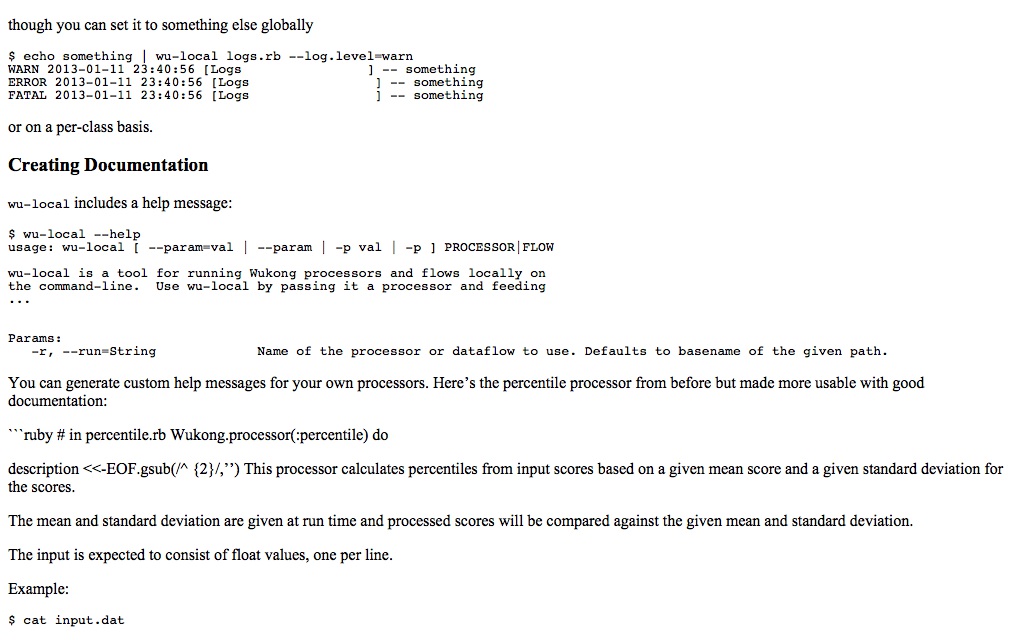 though you can set it to something else globally
$ echo something | wu-local logs.rb --log.level=warn
WARN 2013-01-11 23:40:56 [Logs                ] -- something
ERROR 2013-01-11 23:40:56 [Logs                ] -- something
FATAL 2013-01-11 23:40:56 [Logs                ] -- something
or on a per-class basis.
Creating Documentation
wu-local includes a help message:
$ wu-local --help
usage: wu-local [ --param=val | --param | -p val | -p ] PROCESSOR|FLOW
wu-local is a tool for running Wukong processors and flows locally on
the command-line.  Use wu-local by passing it a processor and feeding
...
Params:
   -r, --run=String             Name of the processor or dataflow to use. Defaults to basename of the given path.
You can generate custom help messages for your own processors. Here’s the percentile processor from before but made more usable with good
documentation:
```ruby # in percentile.rb Wukong.processor(:percentile) do
description <<-EOF.gsub(/^ {2}/,’’) This processor calculates percentiles from input scores based on a given mean score and a given standard deviation for
the scores.
The mean and standard deviation are given at run time and processed scores will be compared against the given mean and standard deviation.
The input is expected to consist of float values, one per line.
Example:
$ cat input.dat